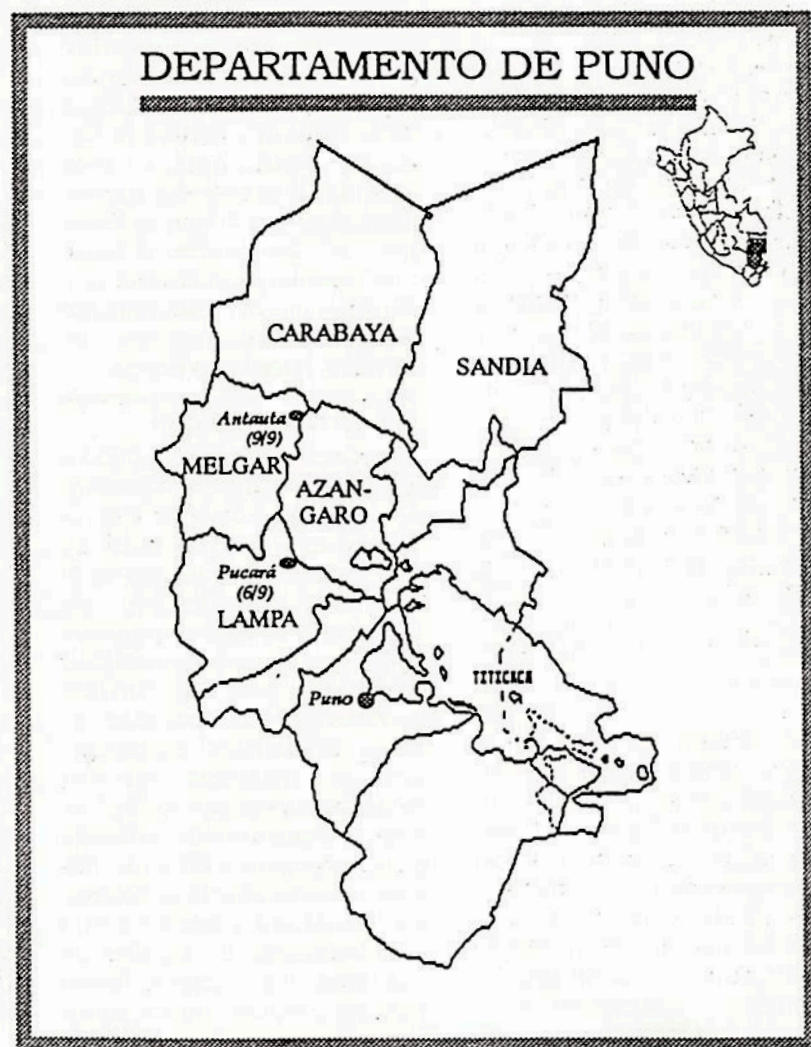 DEPARTAMENTO DE PUNO
CARABAYA
SANDIA
Antauta
(9/9)
MELGAR
AZAN-
GARO
Pucará
(6/9)
LAMPA
TITICACA
Puno